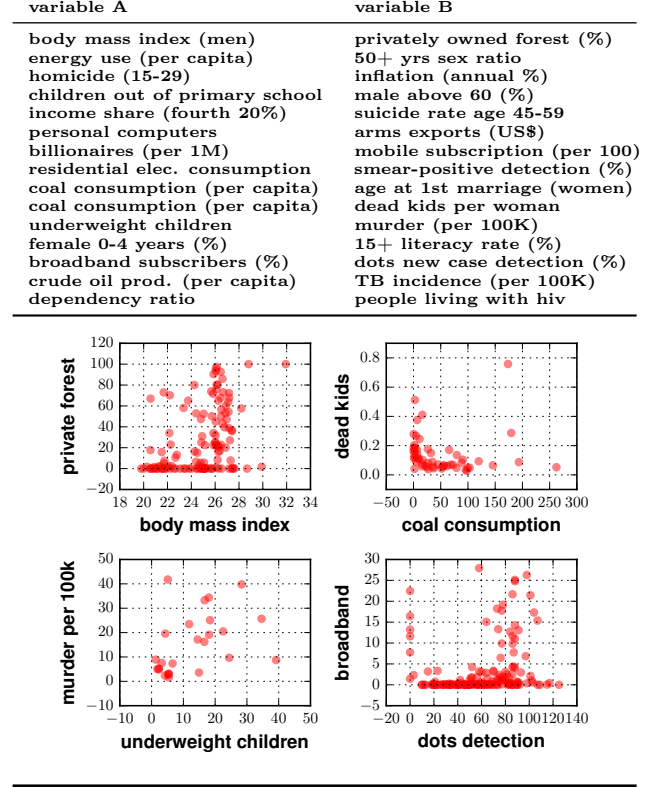 variable A variable B
body mass index (men) privately owned forest (%)
energy use (per capita) 50+ yrs sex ratio
homicide (15-29) inflation (annual %)
children out of primary school male above 60 (%)
income share (fourth 20%) suicide rate age 45-59
personal computers arms exports (US$)
billionaires (per 1M) mobile subscription (per 100)
residential elec. consumption smear-positive detection (%)
coal consumption (per capita) age at 1st marriage (women)
coal consumption (per capita) dead kids per woman
underweight children murder (per 100K)
female 0-4 years (%) 15+ literacy rate (%)
broadband subscribers (%) dots new case detection (%)
crude oil prod. (per capita) TB incidence (per 100K)
dependency ratio people living with hiv
120
100
80
60
40
20
0
−20
private forest
18 20 22 24 26 28 30 32 34
body mass index
0.8
0.6
0.4
0.2
0.0
dead kids
−50 0 50 100 150 200 250 300
coal consumption
50
40
30
20
10
0
−10
murder per 100k
−10 0 10 20 30 40 50
underweight children
30
25
20
15
10
5
0
−5
broadband
−20 0 20 40 60 80 100 120 140
dots detection